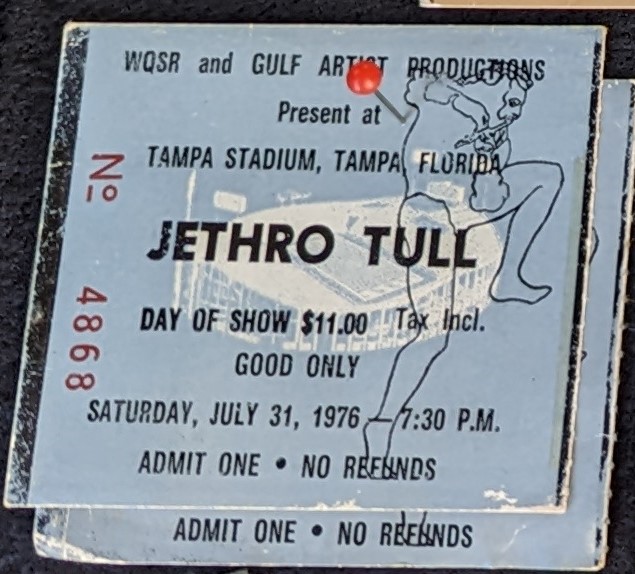 WQSR and GULF ARTIST PRODUCTIONS
Present at
TAMPA STADIUM, TAMPA, FLORIDA
JETHRO TULL
DAY OF SHOW $11.00 Tax Incl.
GOOD ONLY
SATURDAY, JULY 31, 1976 — 7:30 P.M.
ADMIT ONE • NO REFUNDS
Nº 4868
ADMIT ONE • NO REFUNDS